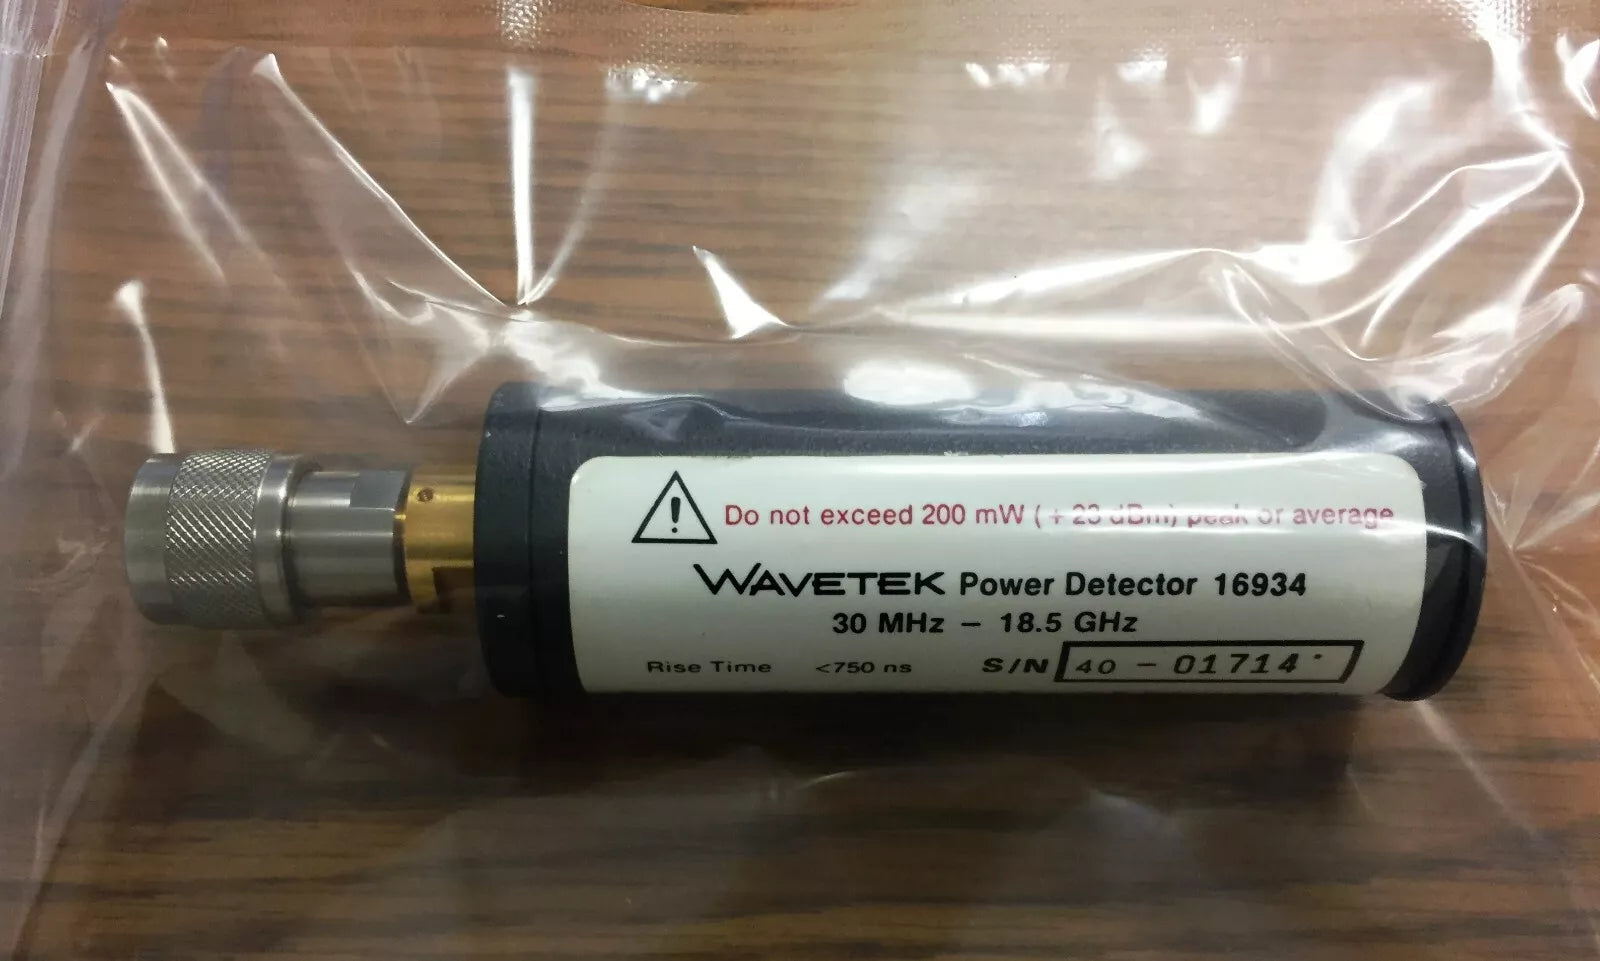 ! Do not exceed 200 mW ( + 23 dBm) peak or average
WAVETEK Power Detector 16934
30 MHz – 18.5 GHz
Rise Time <750 ns S/N 40 – 01714